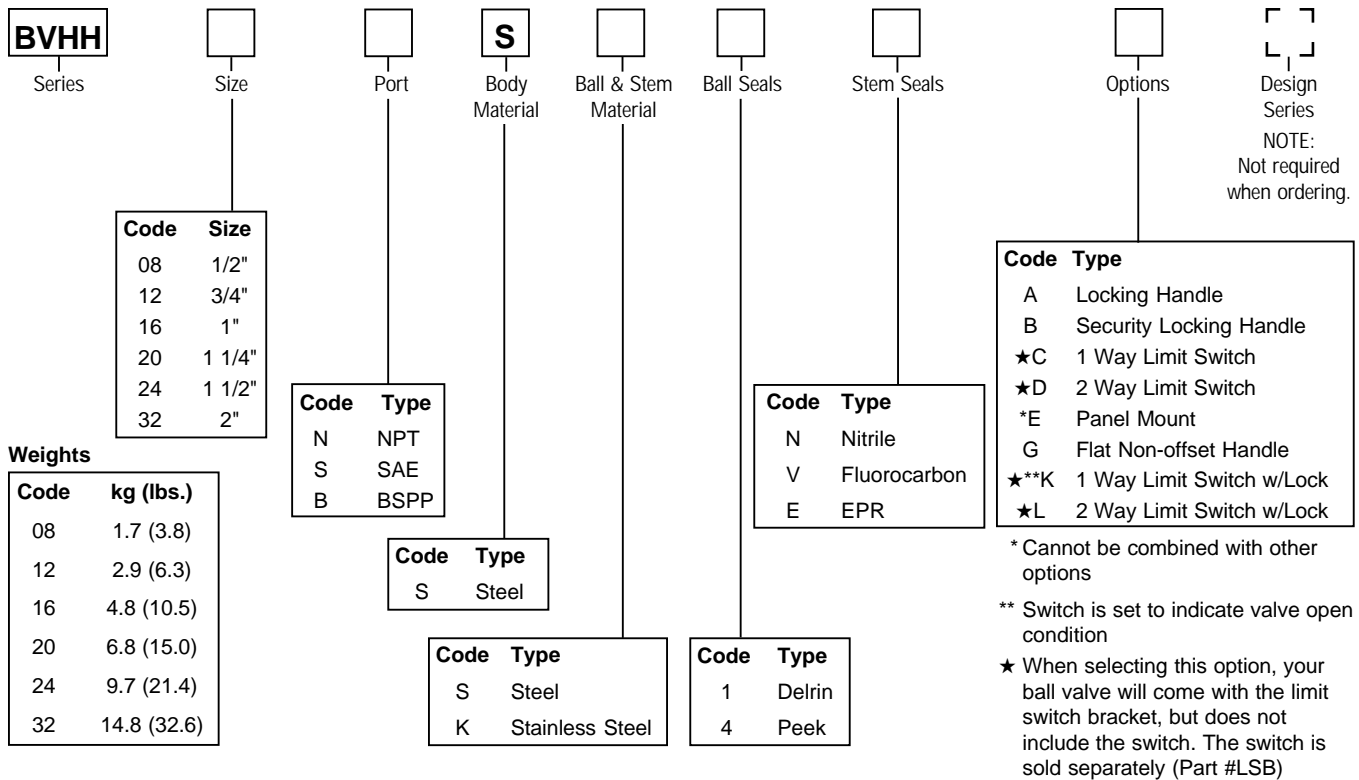 BVHH S
Series Size Port Body Material Ball & Stem Material Ball Seals Stem Seals Options Design Series
NOTE:
Not required
when ordering.
Code Size
08 1/2"
12 3/4"
16 1"
20 1 1/4"
24 1 1/2"
32 2"
Weights
Code kg (lbs.)
08 1.7 (3.8)
12 2.9 (6.3)
16 4.8 (10.5)
20 6.8 (15.0)
24 9.7 (21.4)
32 14.8 (32.6)
Code Type
N NPT
S SAE
B BSPP
Code Type
S Steel
Code Type
S Steel
K Stainless Steel
Code Type
1 Delrin
4 Peek
Code Type
N Nitrile
V Fluorocarbon
E EPR
Code Type
A Locking Handle
B Security Locking Handle
★C 1 Way Limit Switch
★D 2 Way Limit Switch
*E Panel Mount
G Flat Non-offset Handle
★**K 1 Way Limit Switch w/Lock
★L 2 Way Limit Switch w/Lock
* Cannot be combined with other
options
** Switch is set to indicate valve open
condition
★ When selecting this option, your
ball valve will come with the limit
switch bracket, but does not
include the switch. The switch is
sold separately (Part #LSB)